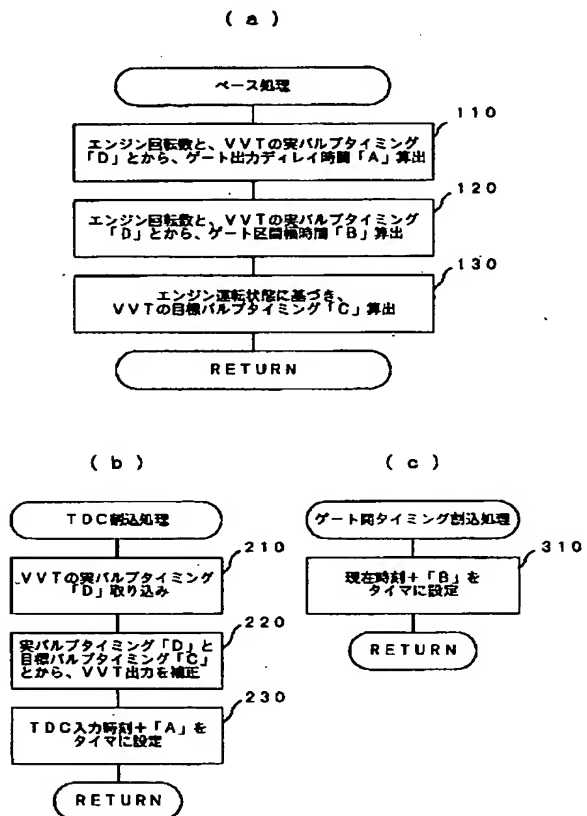 ( a )
ベース処理
110
エンジン回転数と、VVTの実バルブタイミング
「D」とから、ゲート出力ディレイ時間「A」算出
120
エンジン回転数と、VVTの実バルブタイミング
「D」とから、ゲート区間幅時間「B」算出
130
エンジン運転状態に基づき、
VVTの目標バルブタイミング「C」算出
RETURN
( b )
TDC割込処理
210
VVTの実バルブタイミング
「D」取り込み
220
実バルブタイミング「D」と
目標バルブタイミング「C」
とから、VVT出力を補正
230
TDC入力時刻+「A」を
タイマに設定
RETURN
( c )
ゲート開タイミング割込処理
310
現在時刻+「B」を
タイマに設定
RETURN